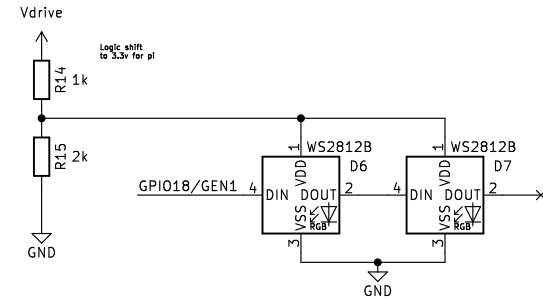 Vdrive
Logic shift
to 3.3v for pi
R14 1k
R15 2k
WS2812B
D6
WS2812B
D7
1
VDD
1
VDD
GPIO18/GEN1
4
DIN
DOUT
2
4
DIN
DOUT
2
VSS
RGB
3
VSS
RGB
3
GND
GND